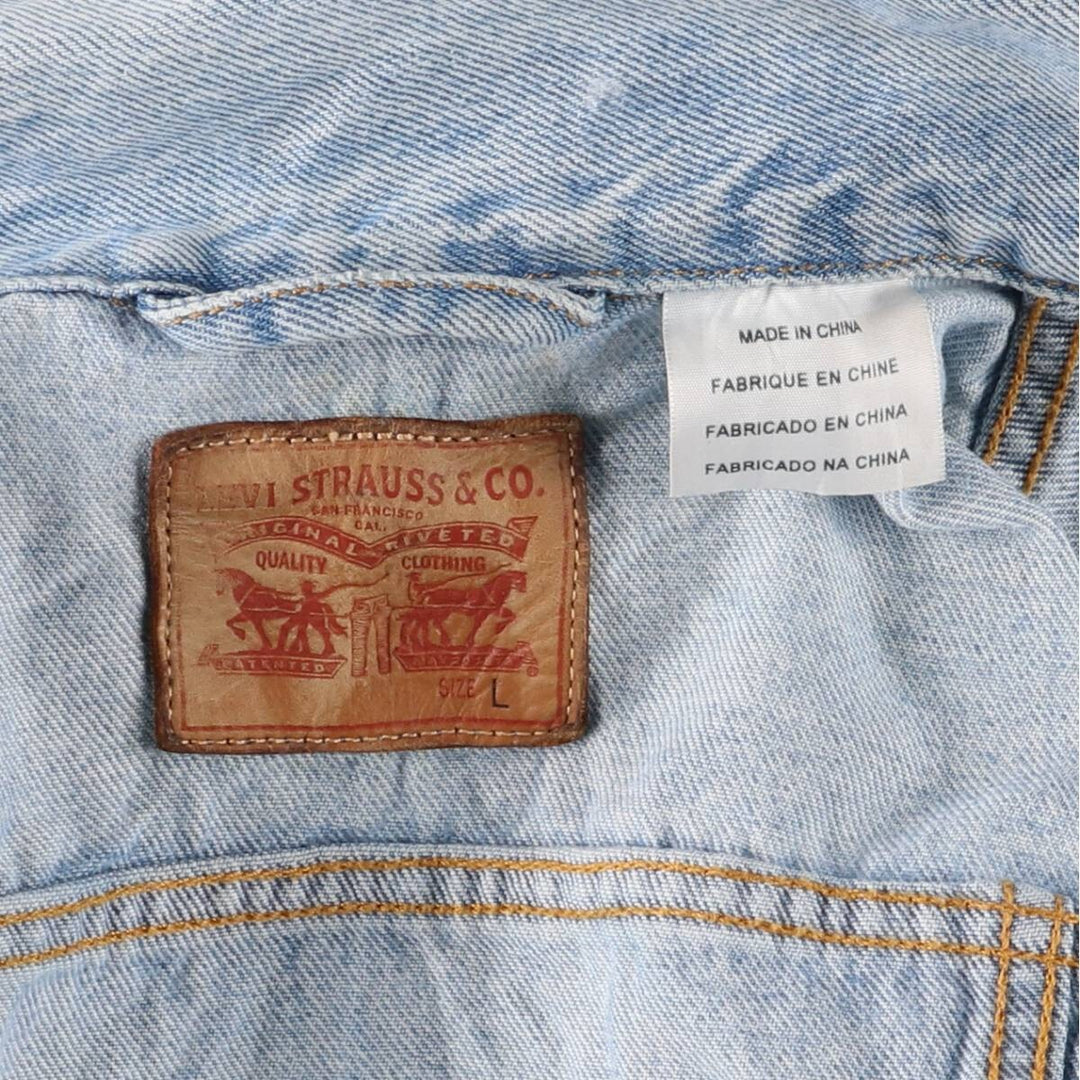 LEVI STRAUSS & CO.
SAN FRANCISCO
CAL.
ORIGINAL RIVETED
QUALITY CLOTHING
PATENTED
®
SIZE L
MADE IN CHINA
FABRIQUE EN CHINE
FABRICADO EN CHINA
FABRICADO NA CHINA